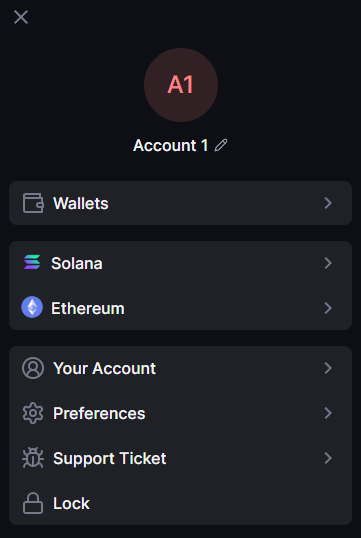 A1
Account 1
Wallets
Solana
Ethereum
Your Account
Preferences
Support Ticket
Lock